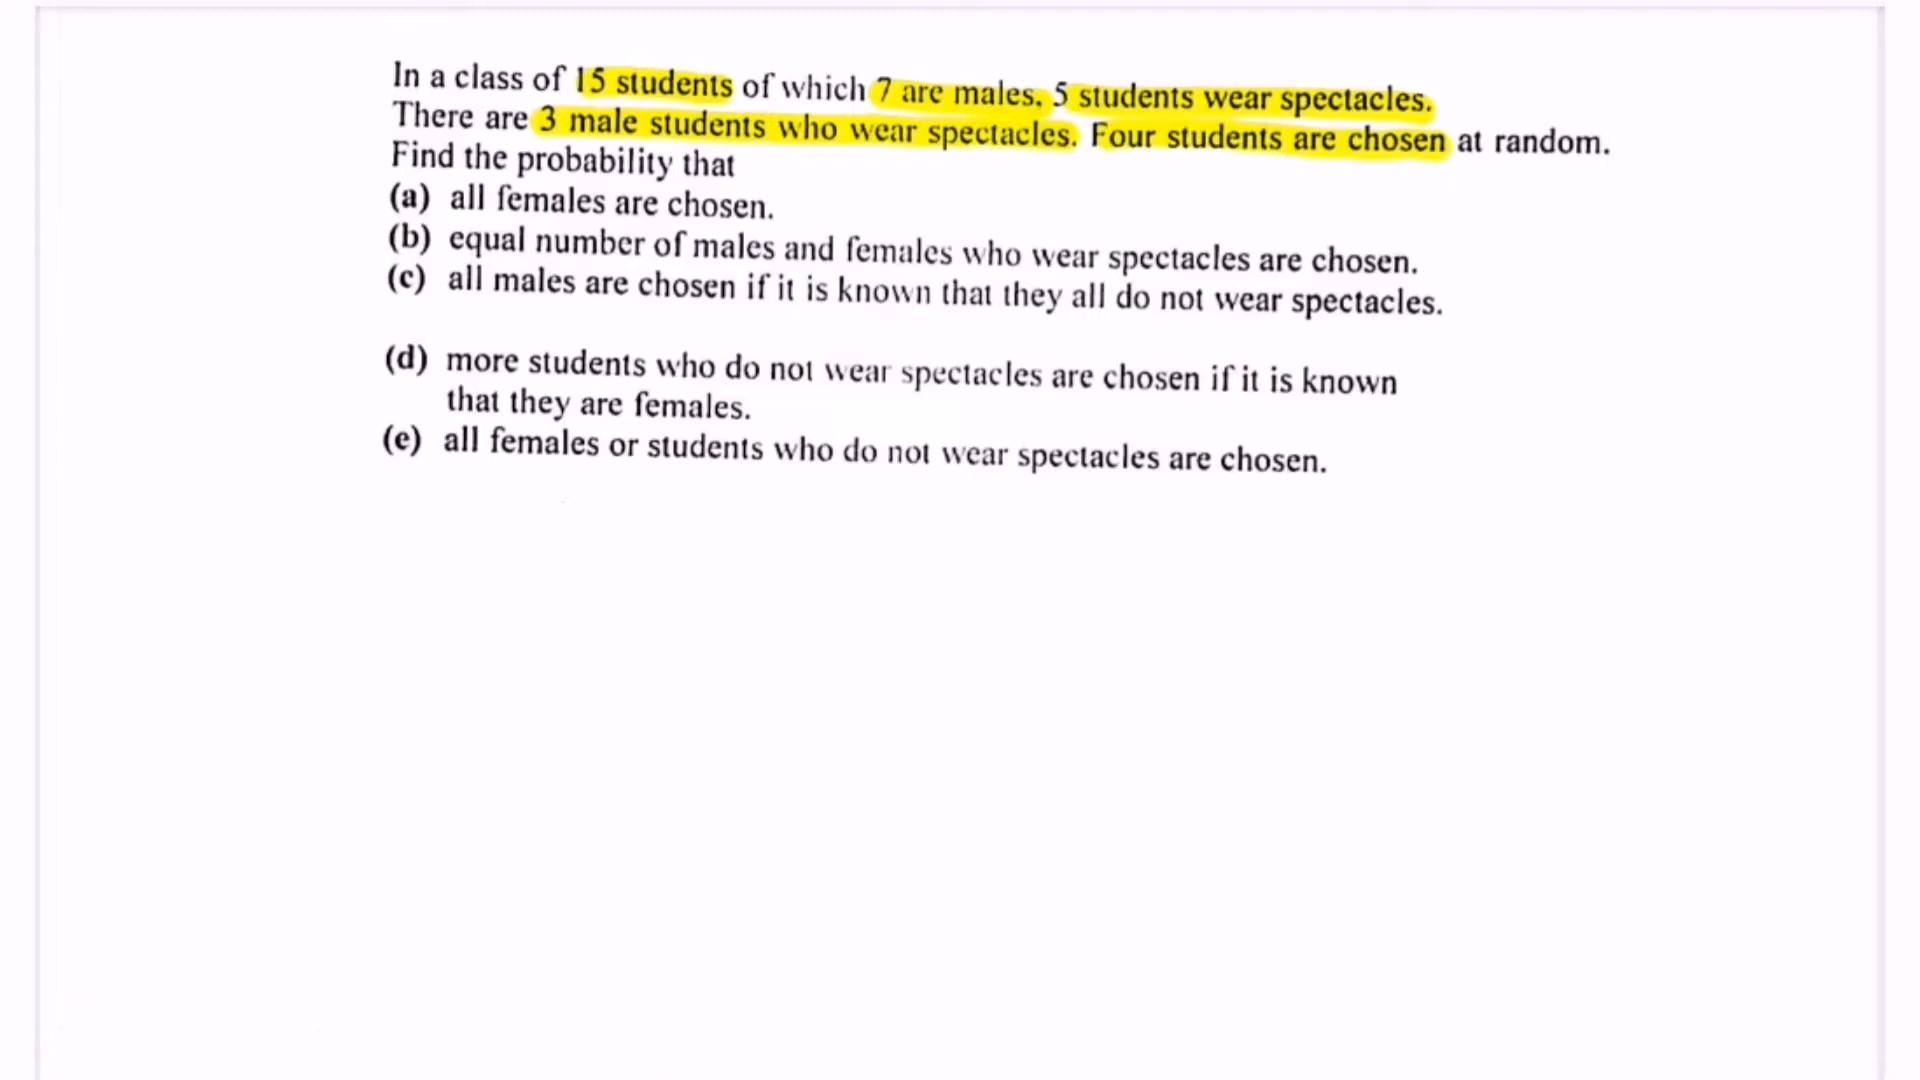 In a class of 15 students of which 7 are males, 5 students wear spectacles.
There are 3 male students who wear spectacles. Four students are chosen at random.
Find the probability that
(a) all females are chosen.
(b) equal number of males and females who wear spectacles are chosen.
(c) all males are chosen if it is known that they all do not wear spectacles.
(d) more students who do not wear spectacles are chosen if it is known
that they are females.
(e) all females or students who do not wear spectacles are chosen.